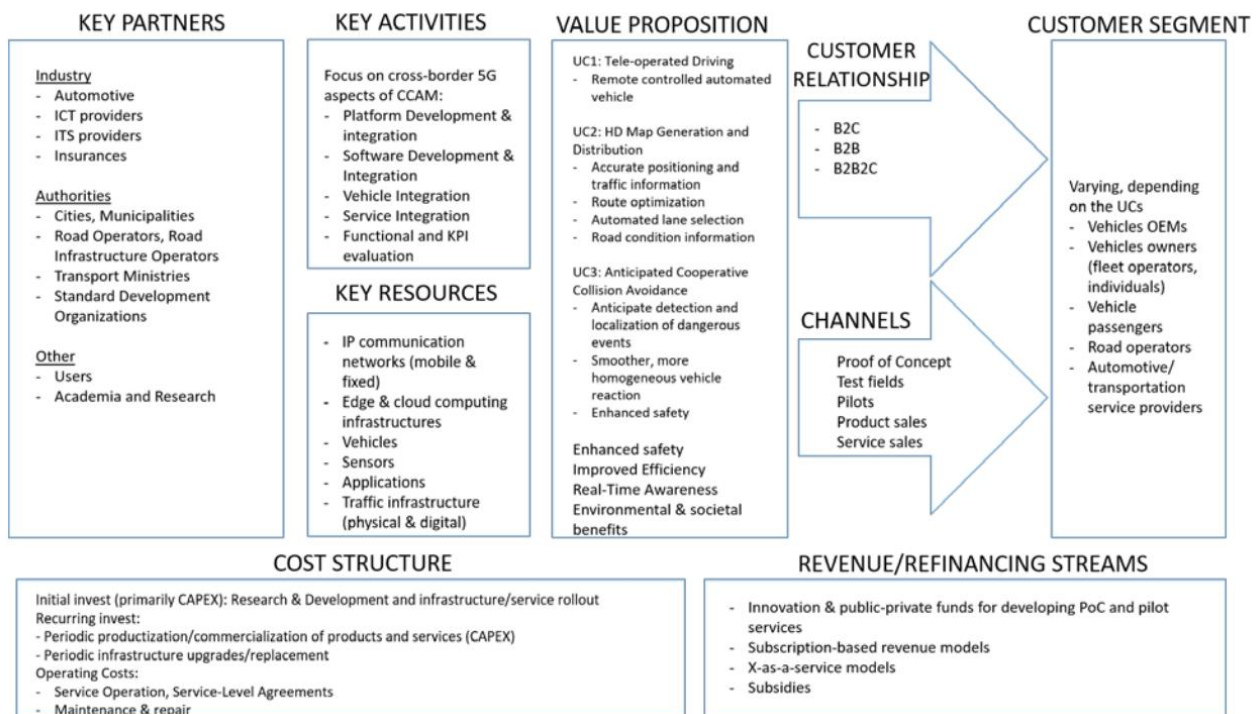 KEY PARTNERS
Industry
- Automotive
- ICT providers
- ITS providers
- Insurances
Authorities
- Cities, Municipalities
- Road Operators, Road
Infrastructure Operators
- Transport Ministries
- Standard Development
Organizations
Other
- Users
- Academia and Research
KEY ACTIVITIES
Focus on cross-border 5G
aspects of CCAM:
- Platform Development &
integration
- Software Development &
Integration
- Vehicle Integration
- Service Integration
- Functional and KPI
evaluation
KEY RESOURCES
- IP communication
networks (mobile &
fixed)
- Edge & cloud computing
infrastructures
- Vehicles
- Sensors
- Applications
- Traffic infrastructure
(physical & digital)
VALUE PROPOSITION
UC1: Tele-operated Driving
- Remote controlled automated
vehicle
UC2: HD Map Generation and
Distribution
- Accurate positioning and
traffic information
- Route optimization
- Automated lane selection
- Road condition information
UC3: Anticipated Cooperative
Collision Avoidance
- Anticipate detection and
localization of dangerous
events
- Smoother, more
homogeneous vehicle
reaction
- Enhanced safety
Enhanced safety
Improved Efficiency
Real-Time Awareness
Environmental & societal
benefits
CUSTOMER
RELATIONSHIP
- B2C
- B2B
- B2B2C
CHANNELS
Proof of Concept
Test fields
Pilots
Product sales
Service sales
CUSTOMER SEGMENT
Varying, depending
on the UCs
- Vehicles OEMs
- Vehicles owners
(fleet operators,
individuals)
- Vehicle
passengers
- Road operators
- Automotive/
transportation
service providers
COST STRUCTURE
Initial invest (primarily CAPEX): Research & Development and infrastructure/service rollout
Recurring invest:
- Periodic productization/commercialization of products and services (CAPEX)
- Periodic infrastructure upgrades/replacement
Operating Costs:
- Service Operation, Service-Level Agreements
- Maintenance & repair
REVENUE/REFINANCING STREAMS
- Innovation & public-private funds for developing PoC and pilot
services
- Subscription-based revenue models
- X-as-a-service models
- Subsidies